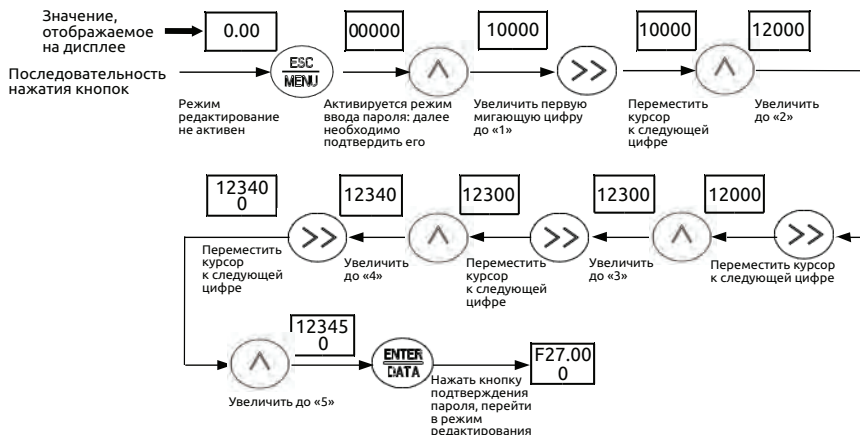 Значение,
отображаемое
на дисплее
0.00
00000
10000
10000
12000
Последовательность
нажатия кнопок
ESC
MENU
>>
Режим
редактирование
не активен
Активируется режим
ввода пароля: далее
необходимо
подтвердить его
Увеличить первую
мигающую цифру
до «1»
Переместить
курсор
к следующей
цифре
Увеличить
до «2»
12340
0
12340
12300
12300
12000
>>
>>
>>
Переместить
курсор
к следующей
цифре
Увеличить
до «4»
Переместить
курсор
к следующей
цифре
Увеличить
до «3»
Переместить курсор
к следующей цифре
12345
0
ENTER
DATA
F27.00
0
Увеличить до «5»
Нажать кнопку
подтверждения
пароля, перейти
в режим
редактирования